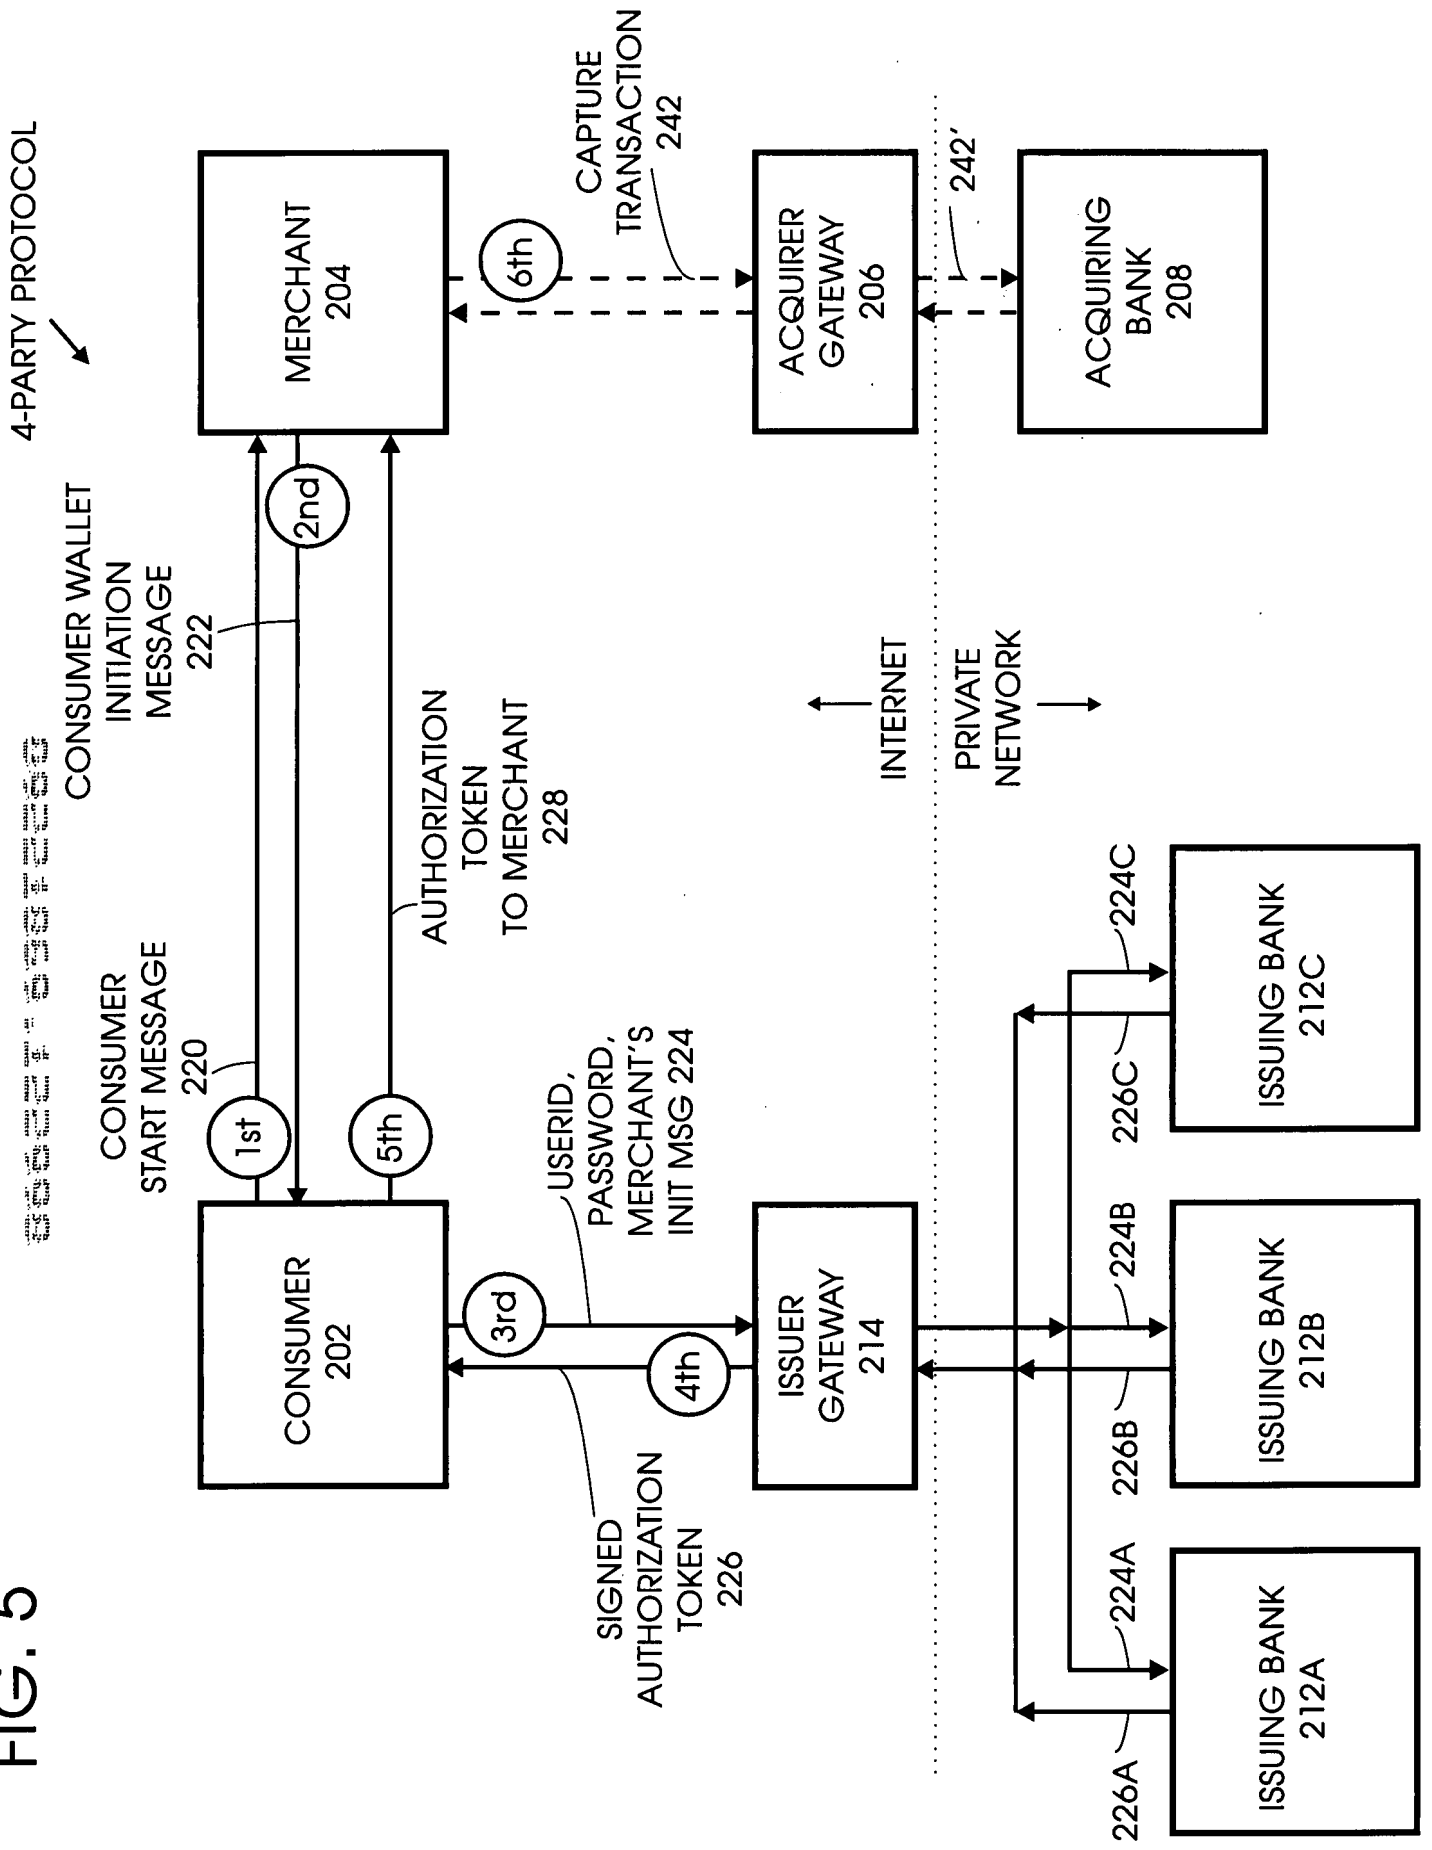 FIG. 5
4-PARTY PROTOCOL
CONSUMER
START MESSAGE
220
CONSUMER WALLET
INITIATION
MESSAGE
222
CONSUMER
202
1st
2nd
MERCHANT
204
5th
AUTHORIZATION
TOKEN
TO MERCHANT
228
3rd
USERID,
PASSWORD,
MERCHANT'S
INIT MSG 224
4th
SIGNED
AUTHORIZATION
TOKEN
226
6th
CAPTURE
TRANSACTION
242
ISSUER
GATEWAY
214
ACQUIRER
GATEWAY
206
INTERNET
PRIVATE
NETWORK
242'
ACQUIRING
BANK
208
226A
224A
226B
224B
226C
224C
ISSUING BANK
212A
ISSUING BANK
212B
ISSUING BANK
212C